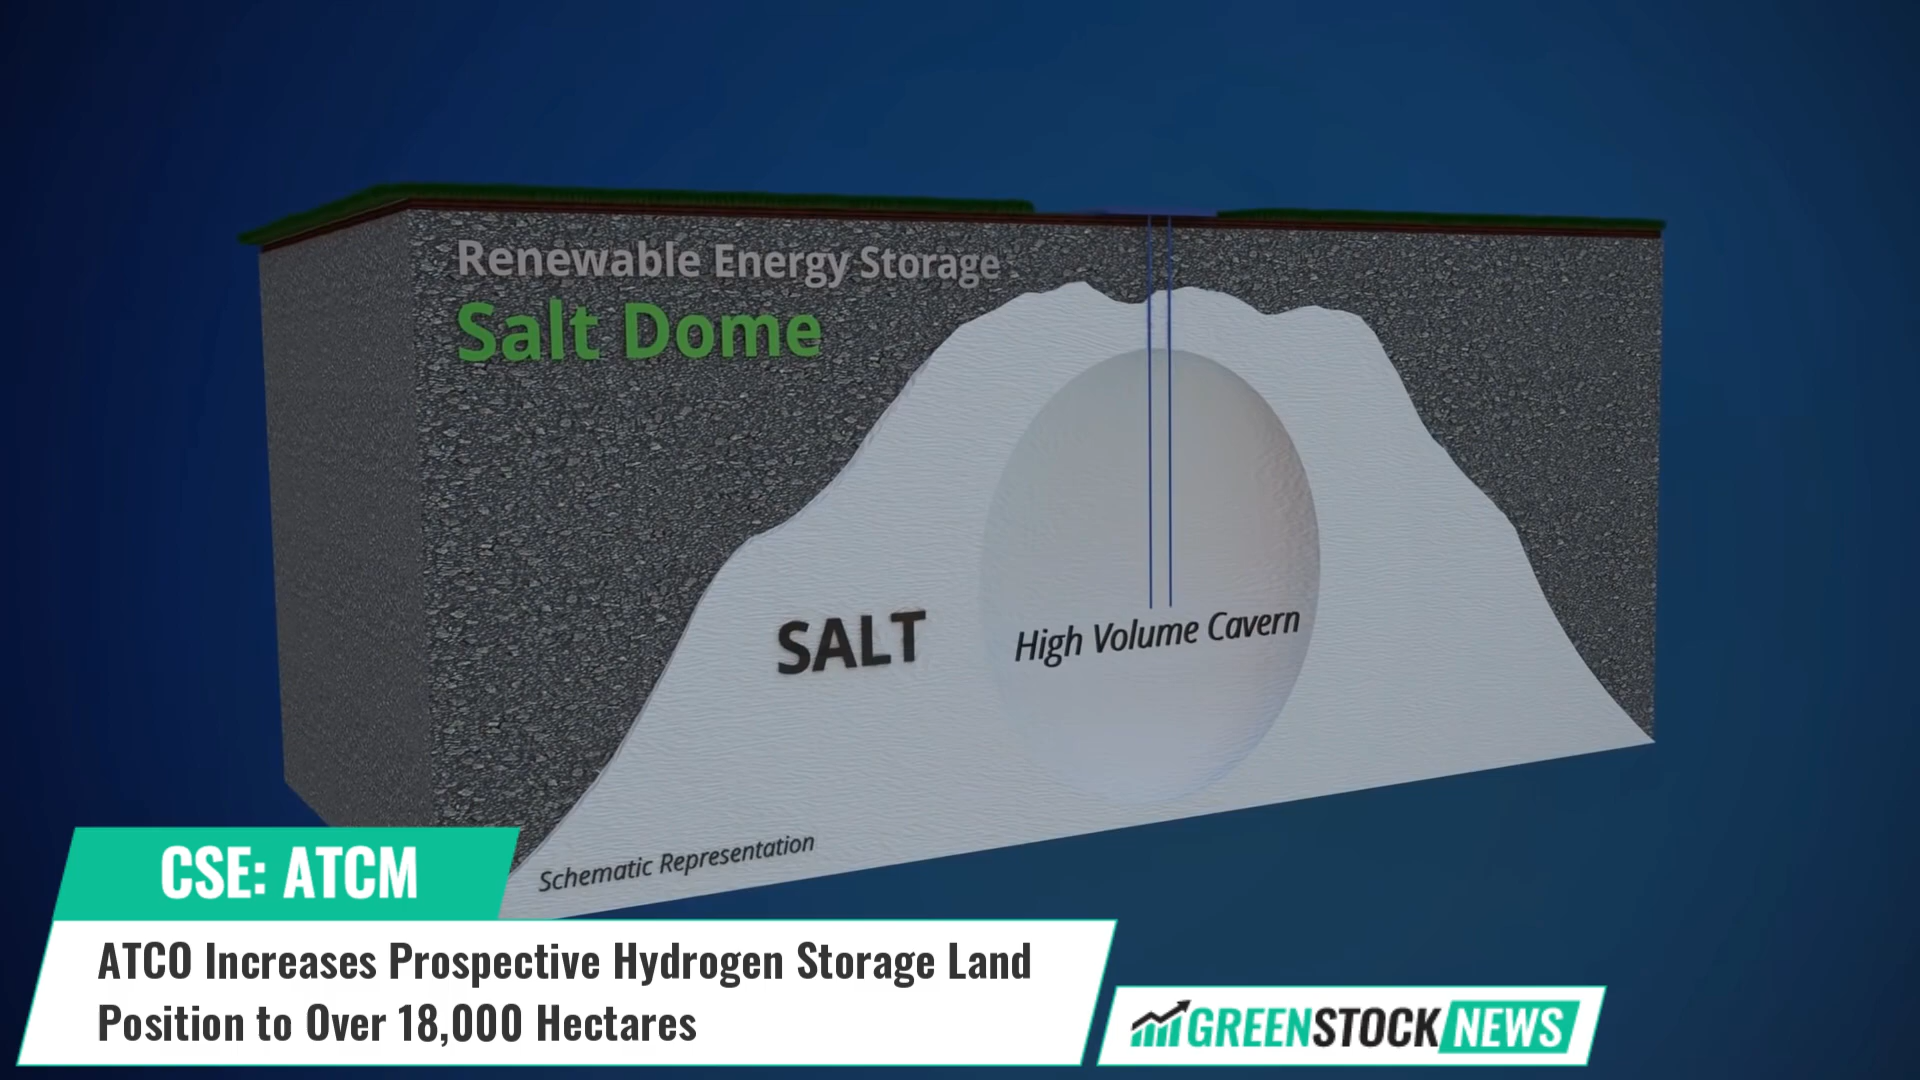 Renewable Energy Storage
Salt Dome
SALT
High Volume Cavern
Schematic Representation
CSE: ATCM
ATCO Increases Prospective Hydrogen Storage Land
Position to Over 18,000 Hectares
GREENSTOCK NEWS